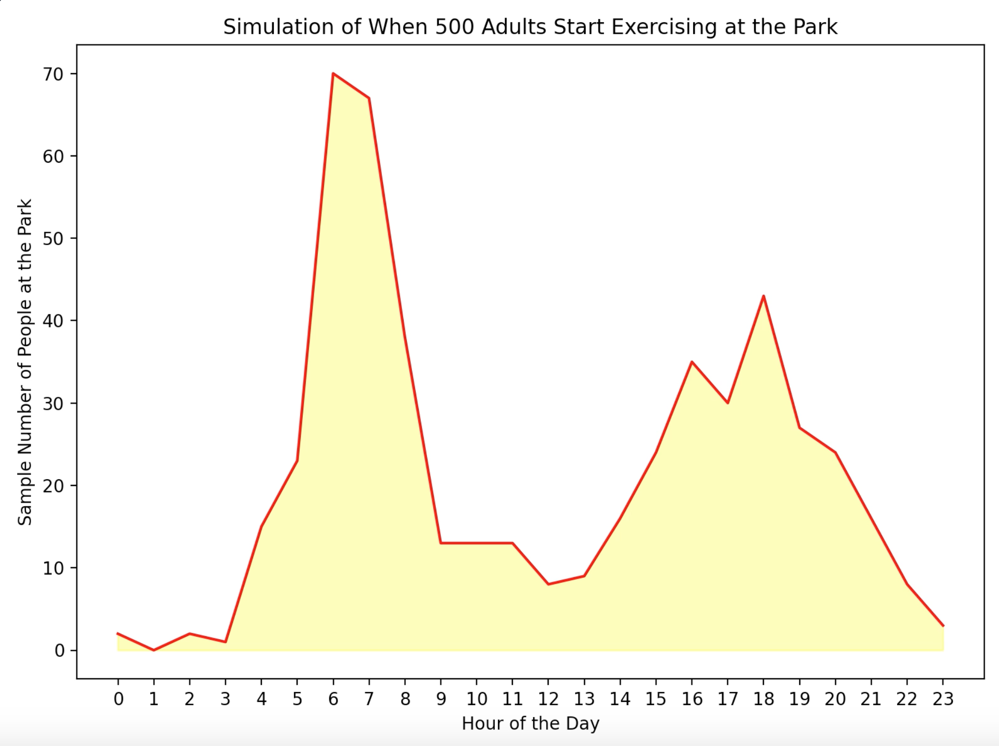 Simulation of When 500 Adults Start Exercising at the Park
Sample Number of People at the Park
70
60
50
40
30
20
10
0
0 1 2 3 4 5 6 7 8 9 10 11 12 13 14 15 16 17 18 19 20 21 22 23
Hour of the Day